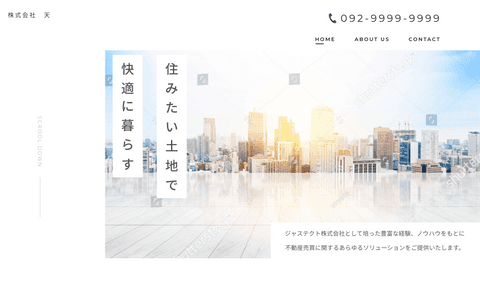 株式会社　天
092-9999-9999
HOME
ABOUT US
CONTACT
住みたい土地で
快適に暮らす
SCROLL DOWN
ジャステクト株式会社として培った豊富な経験、ノウハウをもとに
不動産売買に関するあらゆるソリューションをご提供いたします。